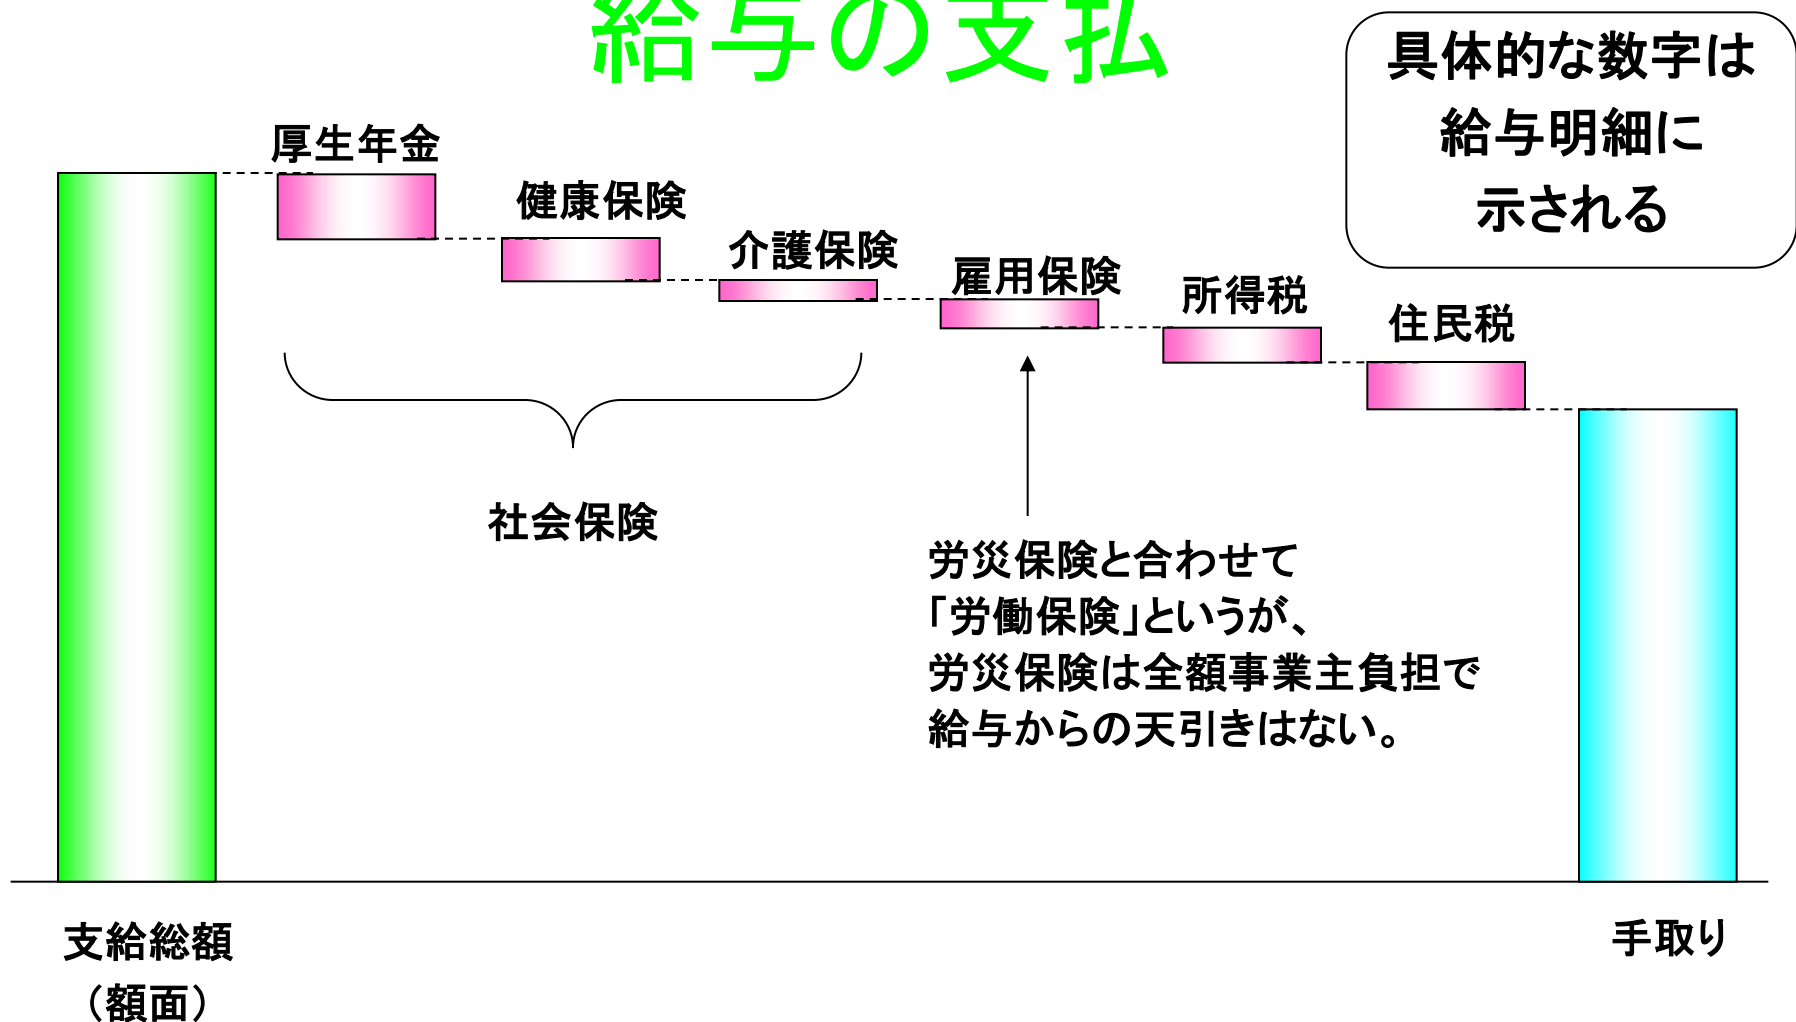 給与の支払
具体的な数字は
給与明細に
示される
厚生年金
健康保険
介護保険
雇用保険
所得税
住民税
社会保険
労災保険と合わせて
「労働保険」というが、
労災保険は全額事業主負担で
給与からの天引きはない。
支給総額
（額面）
手取り